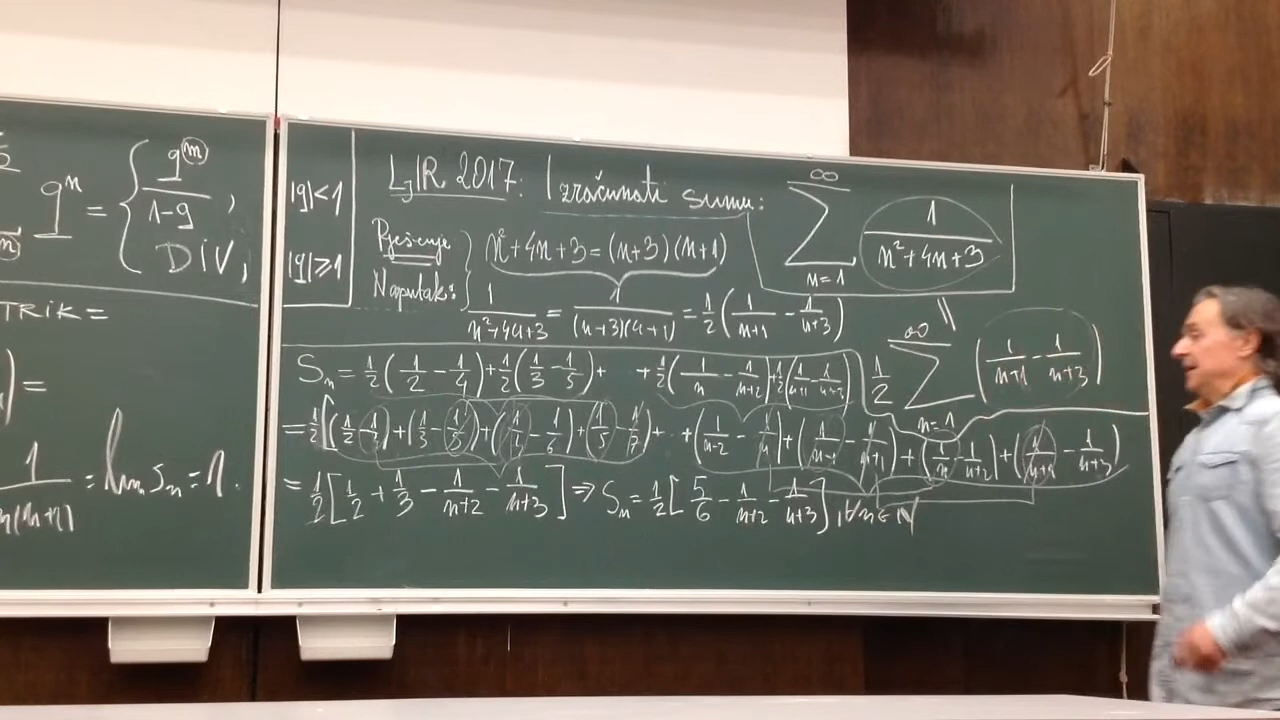 q^n = { q^(m) / (1-q) , |q|<1
DIV, |q|≥1
TRIK =
) =
1 / n(n+1) = lim S_n = 1.
LJIR 2017: Izračunati sumu: ∑_{n=1}^{∞} 1/(n²+4n+3)
Rješenje
Naputak: } n²+4n+3 = (n+3)(n+1)
1/(n²+4n+3) = 1/((n+3)(n+1)) = 1/2 (1/(n+1) - 1/(n+3))
= 1/2 ∑_{n=1}^{∞} (1/(n+1) - 1/(n+3))
S_n = 1/2 (1/2 - 1/4) + 1/2 (1/3 - 1/5) + + 1/2 (1/n - 1/(n+2)) + 1/2 (1/(n+1) - 1/(n+3))
= 1/2 [(1/2 - 1/4) + (1/3 - 1/5) + (1/4 - 1/6) + (1/5 - 1/7) + ... + (1/(n-2) - 1/n) + (1/(n-1) - 1/(n+1)) + (1/n - 1/(n+2)) + (1/(n+1) - 1/(n+3))
= 1/2 [1/2 + 1/3 - 1/(n+2) - 1/(n+3)] ⇒ S_n = 1/2 [5/6 - 1/(n+2) - 1/(n+3)], ∀n∈ℕ